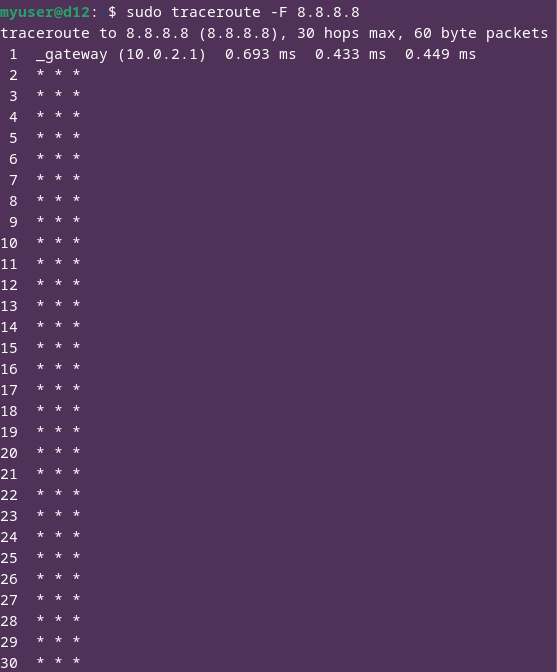 myuser@d12: $ sudo traceroute -F 8.8.8.8
traceroute to 8.8.8.8 (8.8.8.8), 30 hops max, 60 byte packets
 1  _gateway (10.0.2.1)  0.693 ms  0.433 ms  0.449 ms
 2  * * *
 3  * * *
 4  * * *
 5  * * *
 6  * * *
 7  * * *
 8  * * *
 9  * * *
10  * * *
11  * * *
12  * * *
13  * * *
14  * * *
15  * * *
16  * * *
17  * * *
18  * * *
19  * * *
20  * * *
21  * * *
22  * * *
23  * * *
24  * * *
25  * * *
26  * * *
27  * * *
28  * * *
29  * * *
30  * * *